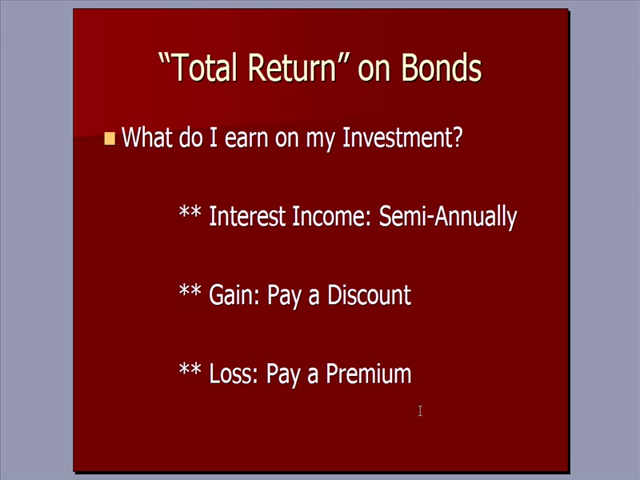 “Total Return” on Bonds
What do I earn on my Investment?
** Interest Income: Semi-Annually
** Gain: Pay a Discount
** Loss: Pay a Premium